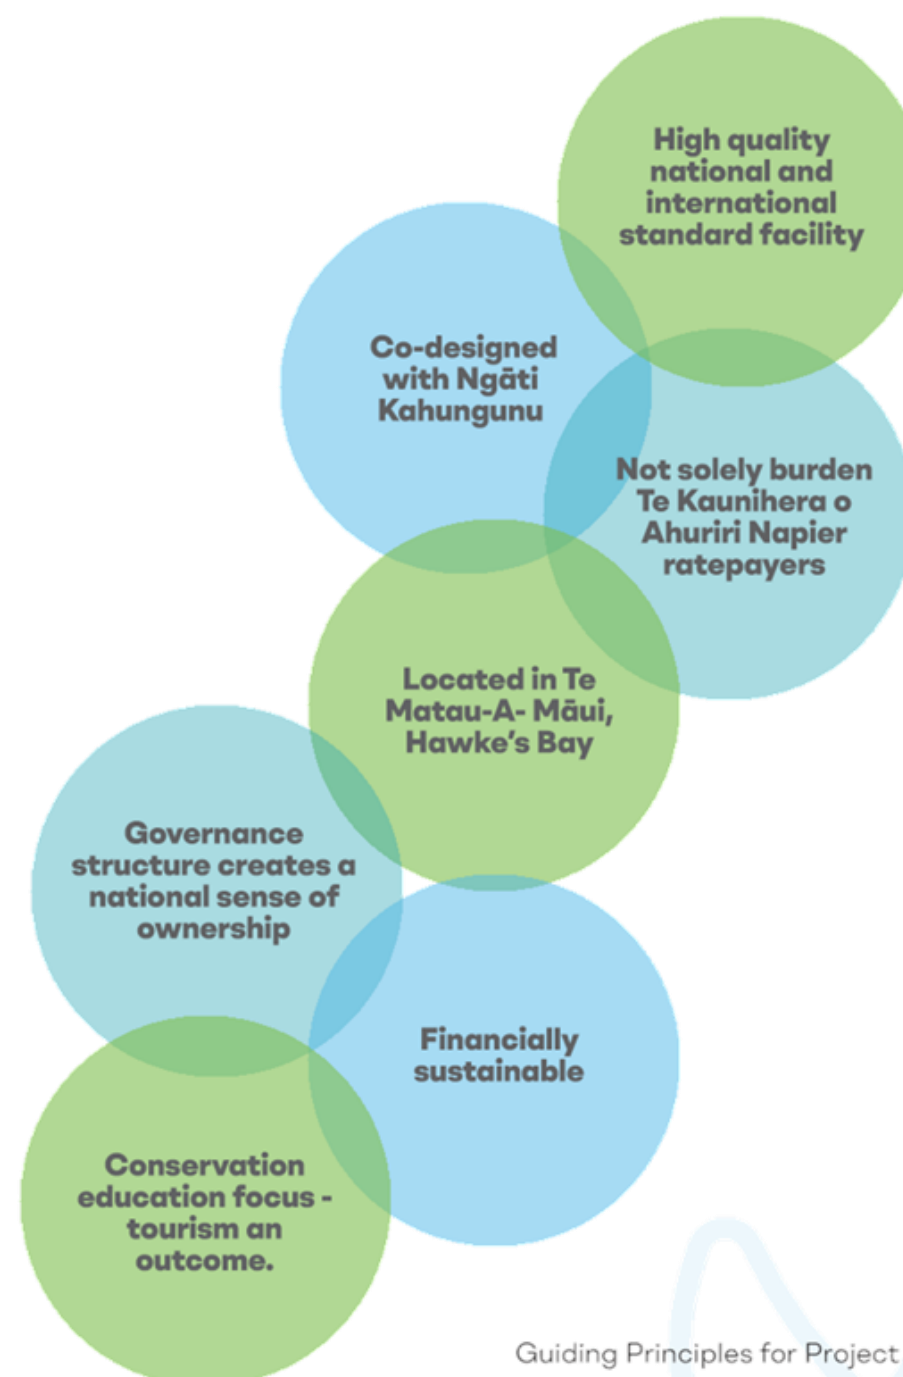 High quality
national and
international
standard facility
Co-designed
with Ngāti
Kahungunu
Not solely burden
Te Kaunihera o
Ahuriri Napier
ratepayers
Located in Te
Matau-A- Māui,
Hawke's Bay
Governance
structure creates a
national sense of
ownership
Financially
sustainable
Conservation
education focus -
tourism an
outcome.
Guiding Principles for Project